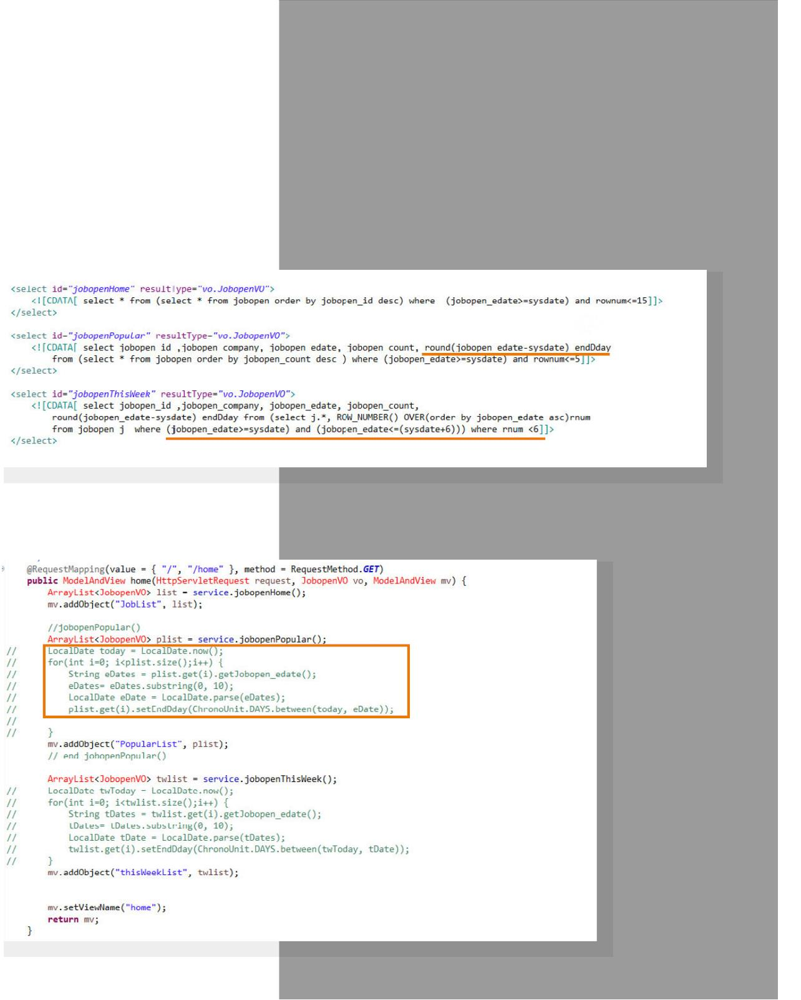 <select id="jobopenHome" resultType="vo.JobopenVO">
<![CDATA[ select * from (select * from jobopen order by jobopen_id desc) where (jobopen_edate>=sysdate) and rownum<=15]]>
</select>
<select id="jobopenPopular" resultType="vo.JobopenVO">
<![CDATA[ select jobopen_id ,jobopen_company, jobopen_edate, jobopen_count, round(jobopen_edate-sysdate) endDday
from (select * from jobopen order by jobopen_count desc ) where (jobopen_edate>=sysdate) and rownum<=5]]>
</select>
<select id="jobopenThisWeek" resultType="vo.JobopenVO">
<![CDATA[ select jobopen_id ,jobopen_company, jobopen_edate, jobopen_count,
round(jobopen_edate-sysdate) endDday from (select j.*, ROW_NUMBER() OVER(order by jobopen_edate asc)rnum
from jobopen j where (jobopen_edate>=sysdate) and (jobopen_edate<=(sysdate+6))) where rnum <6]]>
</select>
@RequestMapping(value = { "/", "/home" }, method = RequestMethod.GET)
public ModelAndView home(HttpServletRequest request, JobopenVO vo, ModelAndView mv) {
ArrayList<JobopenVO> list = service.jobopenHome();
mv.addObject("JobList", list);
//jobopenPopular()
ArrayList<JobopenVO> plist = service.jobopenPopular();
// LocalDate today = LocalDate.now();
// for(int i=0; i<plist.size();i++) {
// String eDates = plist.get(i).getJobopen_edate();
// eDates= eDates.substring(0, 10);
// LocalDate eDate = LocalDate.parse(eDates);
// plist.get(i).setEndDday(ChronoUnit.DAYS.between(today, eDate));
//
// }
mv.addObject("PopularList", plist);
// end jobopenPopular()
ArrayList<JobopenVO> twlist = service.jobopenThisWeek();
// LocalDate twToday = LocalDate.now();
// for(int i=0; i<twlist.size();i++) {
// String tDates = twlist.get(i).getJobopen_edate();
// tDates= tDates.substring(0, 10);
// LocalDate tDate = LocalDate.parse(tDates);
// twlist.get(i).setEndDday(ChronoUnit.DAYS.between(twToday, tDate));
// }
mv.addObject("thisWeekList", twlist);
mv.setViewName("home");
return mv;
}